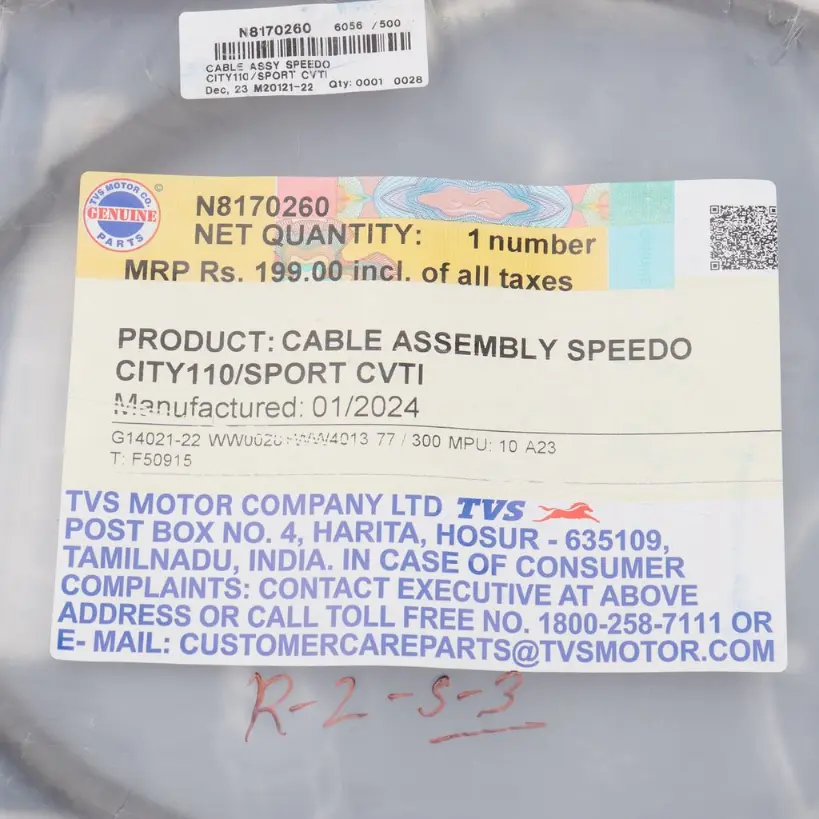 N8170260 6056 /500
CABLE ASSY SPEEDO
CITY110/SPORT CVTI
Dec, 23 M20121-22 Qty: 0001 0028
TVS MOTOR CO. ©
GENUINE
PARTS
N8170260
NET QUANTITY: 1 number
MRP Rs. 199.00 incl. of all taxes
PRODUCT: CABLE ASSEMBLY SPEEDO
CITY110/SPORT CVTI
Manufactured: 01/2024
G14021-22 77 / 300 MPU: 10 A23
T: F50915
TVS MOTOR COMPANY LTD TVS
POST BOX NO. 4, HARITA, HOSUR - 635109,
TAMILNADU, INDIA. IN CASE OF CONSUMER
COMPLAINTS: CONTACT EXECUTIVE AT ABOVE
ADDRESS OR CALL TOLL FREE NO. 1800-258-7111 OR
E- MAIL: CUSTOMERCAREPARTS@TVSMOTOR.COM
R-2-S-3